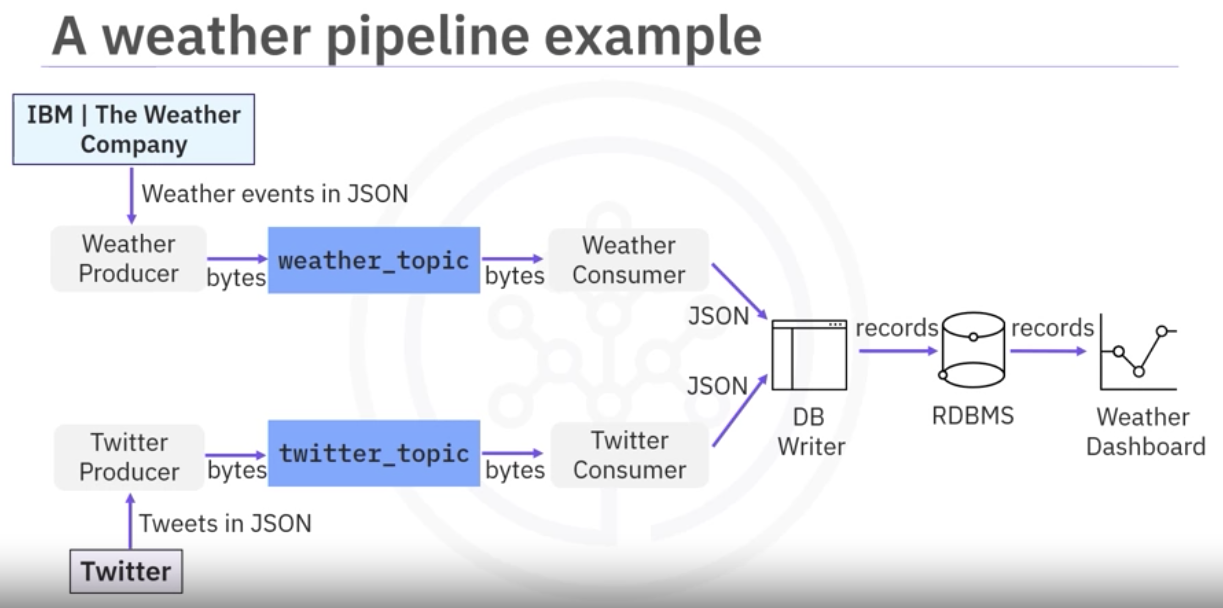 A weather pipeline example
IBM | The Weather
Company
Weather events in JSON
Weather
Producer
bytes
weather_topic
bytes
Weather
Consumer
JSON
records
records
JSON
DB
Writer
RDBMS
Weather
Dashboard
Twitter
Producer
bytes
twitter_topic
bytes
Twitter
Consumer
Tweets in JSON
Twitter